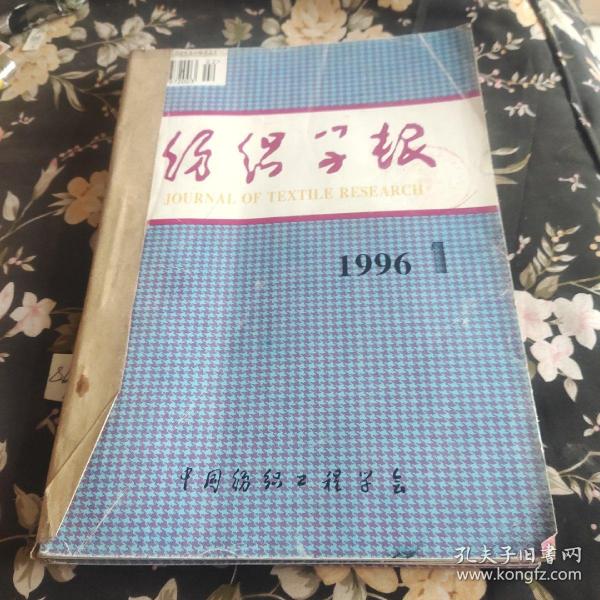 纺织学报
JOURNAL OF TEXTILE RESEARCH
1996 1
中国纺织工程学会
孔夫子旧书网
www.kongfz.com